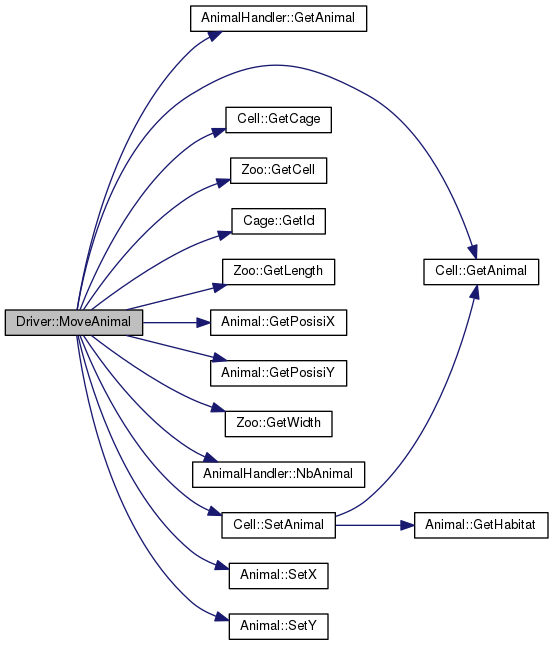 AnimalHandler::GetAnimal
Cell::GetCage
Zoo::GetCell
Cage::GetId
Cell::GetAnimal
Zoo::GetLength
Driver::MoveAnimal
Animal::GetPosisiX
Animal::GetPosisiY
Zoo::GetWidth
AnimalHandler::NbAnimal
Cell::SetAnimal
Animal::GetHabitat
Animal::SetX
Animal::SetY